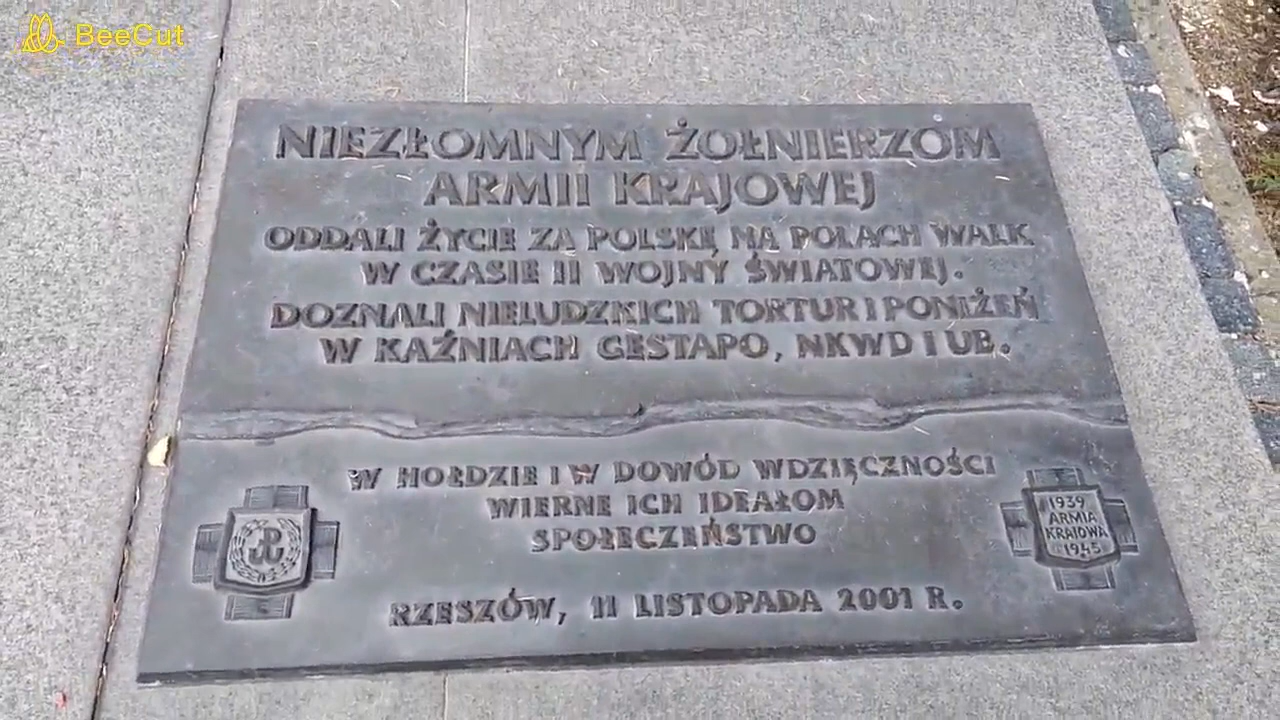 BeeCut
NIEZŁOMNYM ŻOŁNIERZOM
ARMII KRAJOWEJ
ODDALI ŻYCIE ZA POLSKĘ NA POLACH WALK
W CZASIE II WOJNY ŚWIATOWEJ.
DOZNALI NIELUDZKICH TORTUR I PONIŻEŃ
W KAŹNIACH GESTAPO, NKWD I UB.
W HOŁDZIE I W DOWÓD WDZIĘCZNOŚCI
WIERNE ICH IDEAŁOM
SPOŁECZEŃSTWO
1939
ARMIA
KRAJOWA
1945
RZESZÓW, 11 LISTOPADA 2001 R.